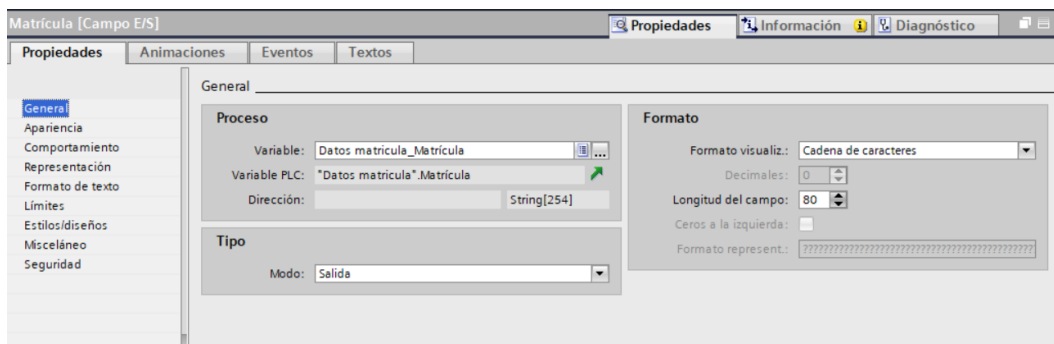 Matrícula [Campo E/S]
Propiedades
Información
Diagnóstico
Propiedades
Animaciones
Eventos
Textos
General
Apariencia
Comportamiento
Representación
Formato de texto
Límites
Estilos/diseños
Misceláneo
Seguridad
General
Proceso
Variable: Datos matricula_Matrícula ...
Variable PLC: "Datos matricula".Matrícula
Dirección: String[254]
Tipo
Modo: Salida
Formato
Formato visualiz.: Cadena de caracteres
Decimales: 0
Longitud del campo: 80
Ceros a la izquierda:
Formato represent.: ?????????????????????????????????????????????